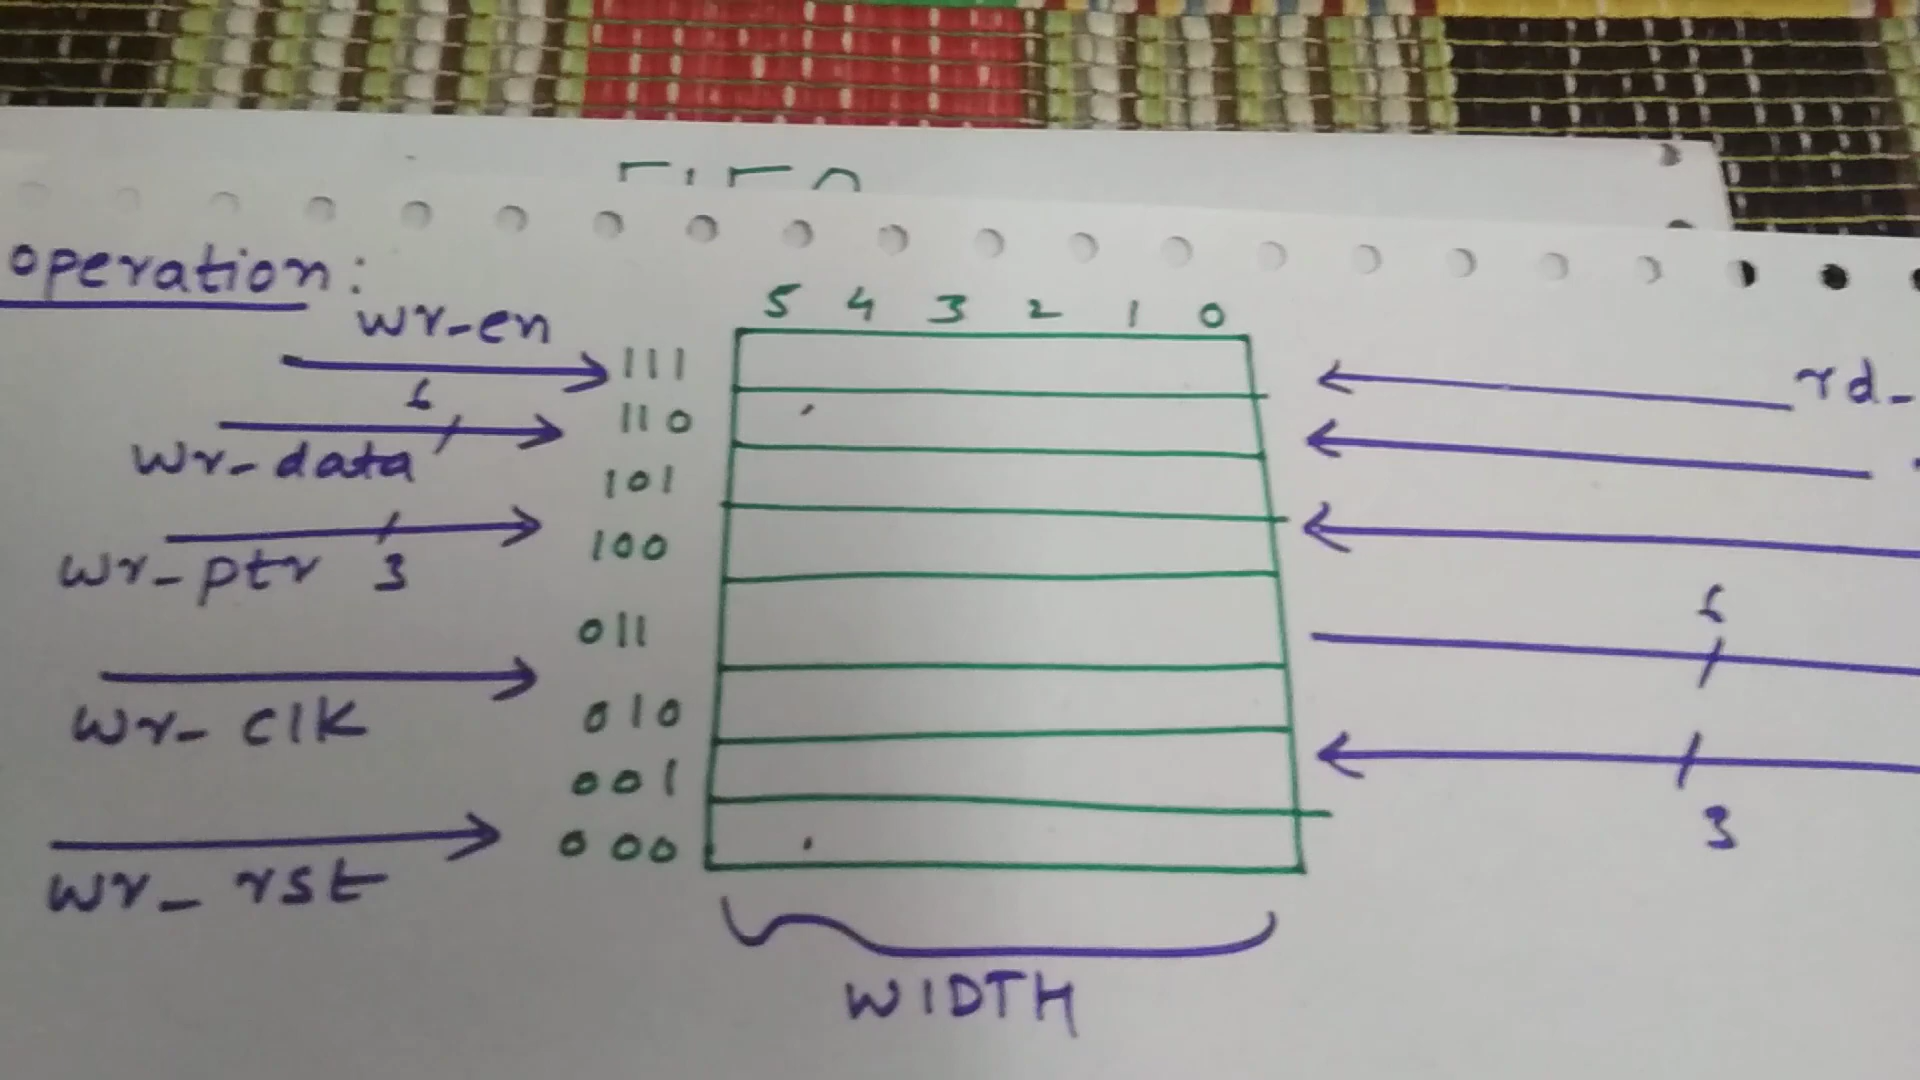 operation:
wr-en
5 4 3 2 1 0
111
6
110
wr-data
101
wr-ptr 3
100
011
6
wr-clk
010
001
3
000
wr-rst
rd-
WIDTH